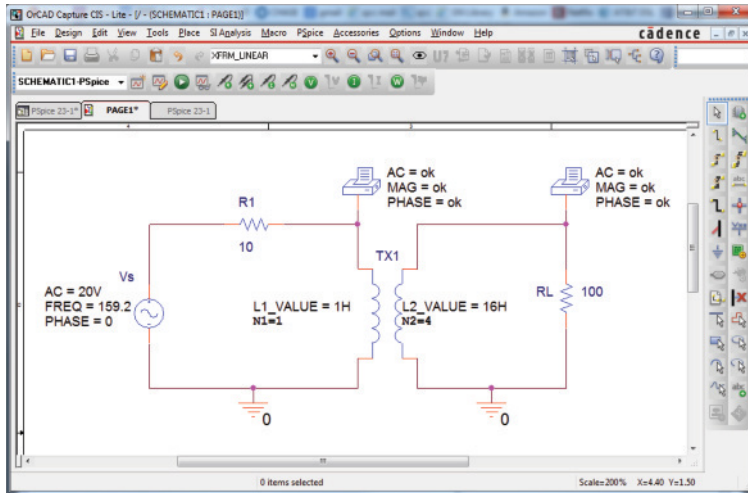 OrCAD Capture CIS - Lite - [/ - (SCHEMATIC1 : PAGE1)]
File Design Edit View Tools Place SI Analysis Macro PSpice Accessories Options Window Help
cādence
XFRM_LINEAR
U?
SCHEMATIC1-PSpice
V I W
PSpice 23-1* PAGE1* PSpice 23-1
AC = ok
MAG = ok
PHASE = ok
AC = ok
MAG = ok
PHASE = ok
R1
10
TX1
Vs
AC = 20V
FREQ = 159.2
PHASE = 0
L1_VALUE = 1H
N1=1
L2_VALUE = 16H
N2=4
RL 100
0
0
abc
0 items selected
Scale=200% X=4.40 Y=1.50